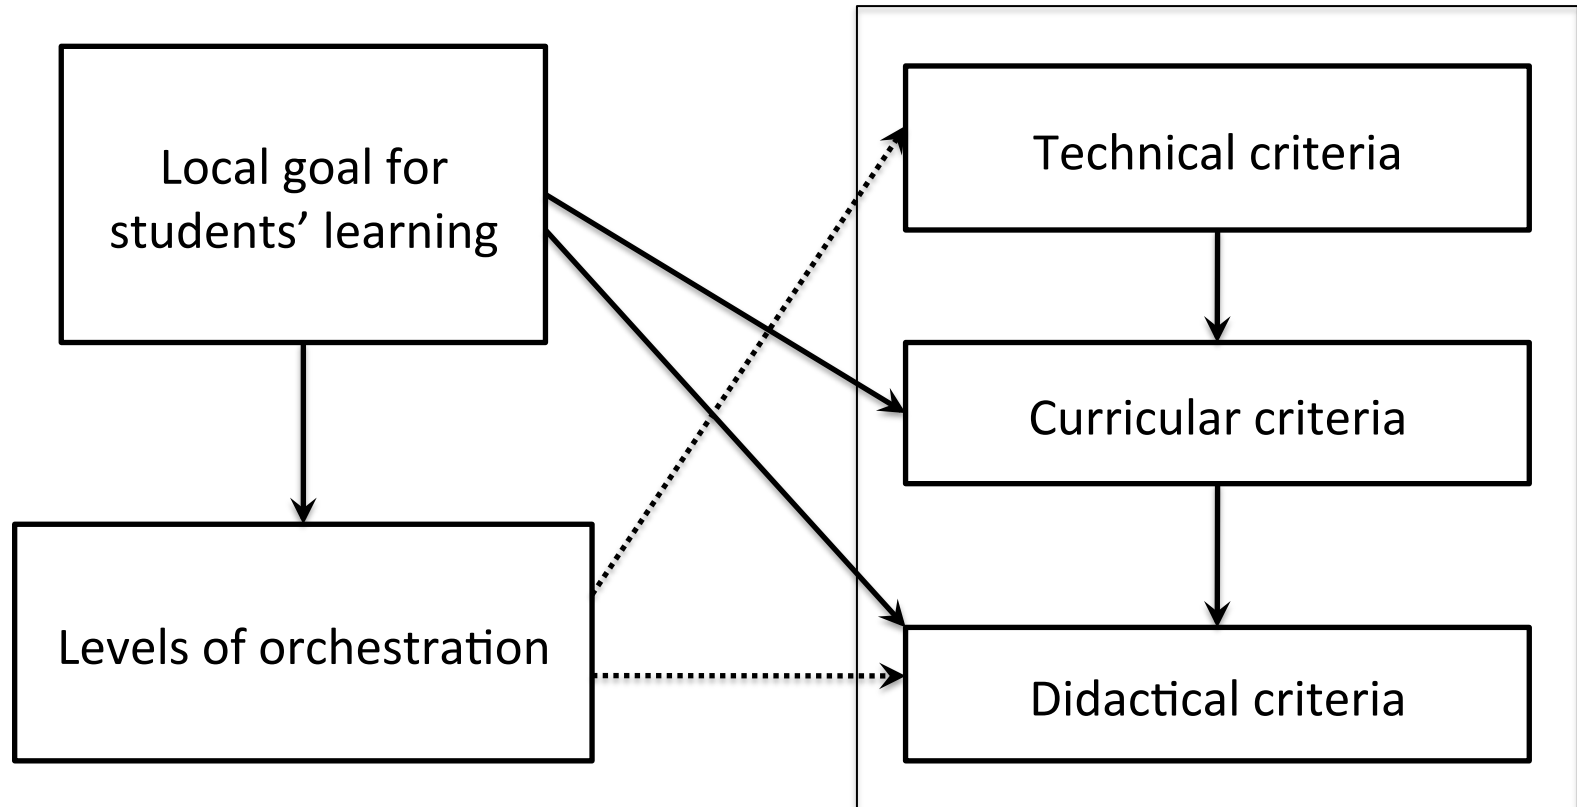 Local goal for
students’ learning
Levels of orchestration
Technical criteria
Curricular criteria
Didactical criteria